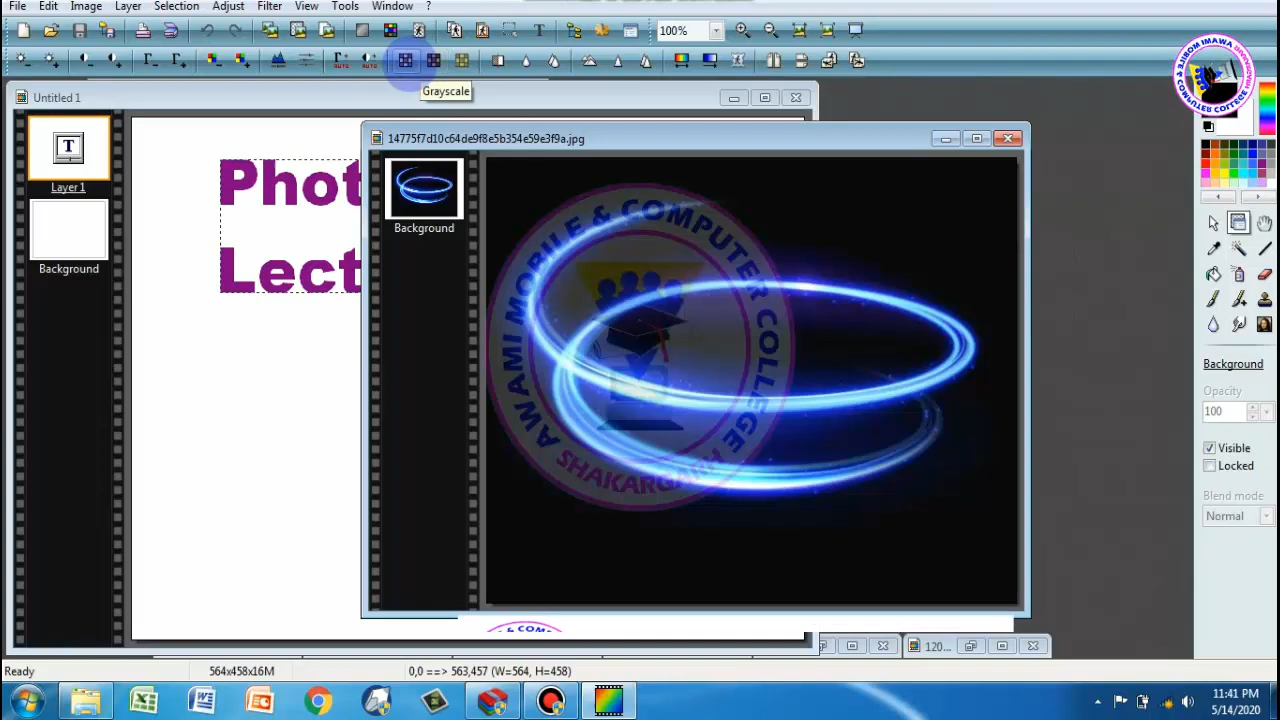 File Edit Image Layer Selection Adjust Filter View Tools Window ?
100%
AUTO AUTO
Grayscale
Untitled 1
14775f7d10c64de9f8e5b354e59e3f9a.jpg
T
Layer 1
Background
Phot
Lect
Background
AWAMI MOBILE & COMPUTER COLLEGE
SHAKARGARH
Background
Opacity
100
Visible
Locked
Blend mode
Normal
120...
Ready
564x458x16M
0,0 ==> 563,457 (W=564, H=458)
11:41 PM
5/14/2020